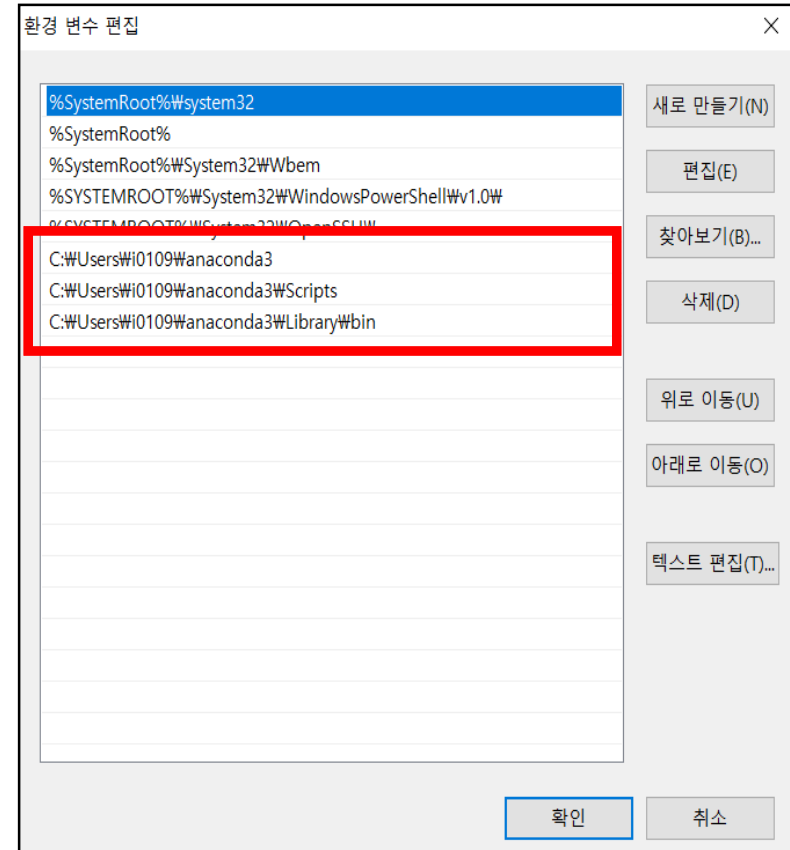 환경 변수 편집
%SystemRoot%₩system32
%SystemRoot%
%SystemRoot%₩System32₩Wbem
%SYSTEMROOT%₩System32₩WindowsPowerShell₩v1.0₩
%SYSTEMROOT%₩System32₩OpenSSH₩
C:₩Users₩i0109₩anaconda3
C:₩Users₩i0109₩anaconda3₩Scripts
C:₩Users₩i0109₩anaconda3₩Library₩bin
새로 만들기(N)
편집(E)
찾아보기(B)...
삭제(D)
위로 이동(U)
아래로 이동(O)
텍스트 편집(T)...
확인
취소